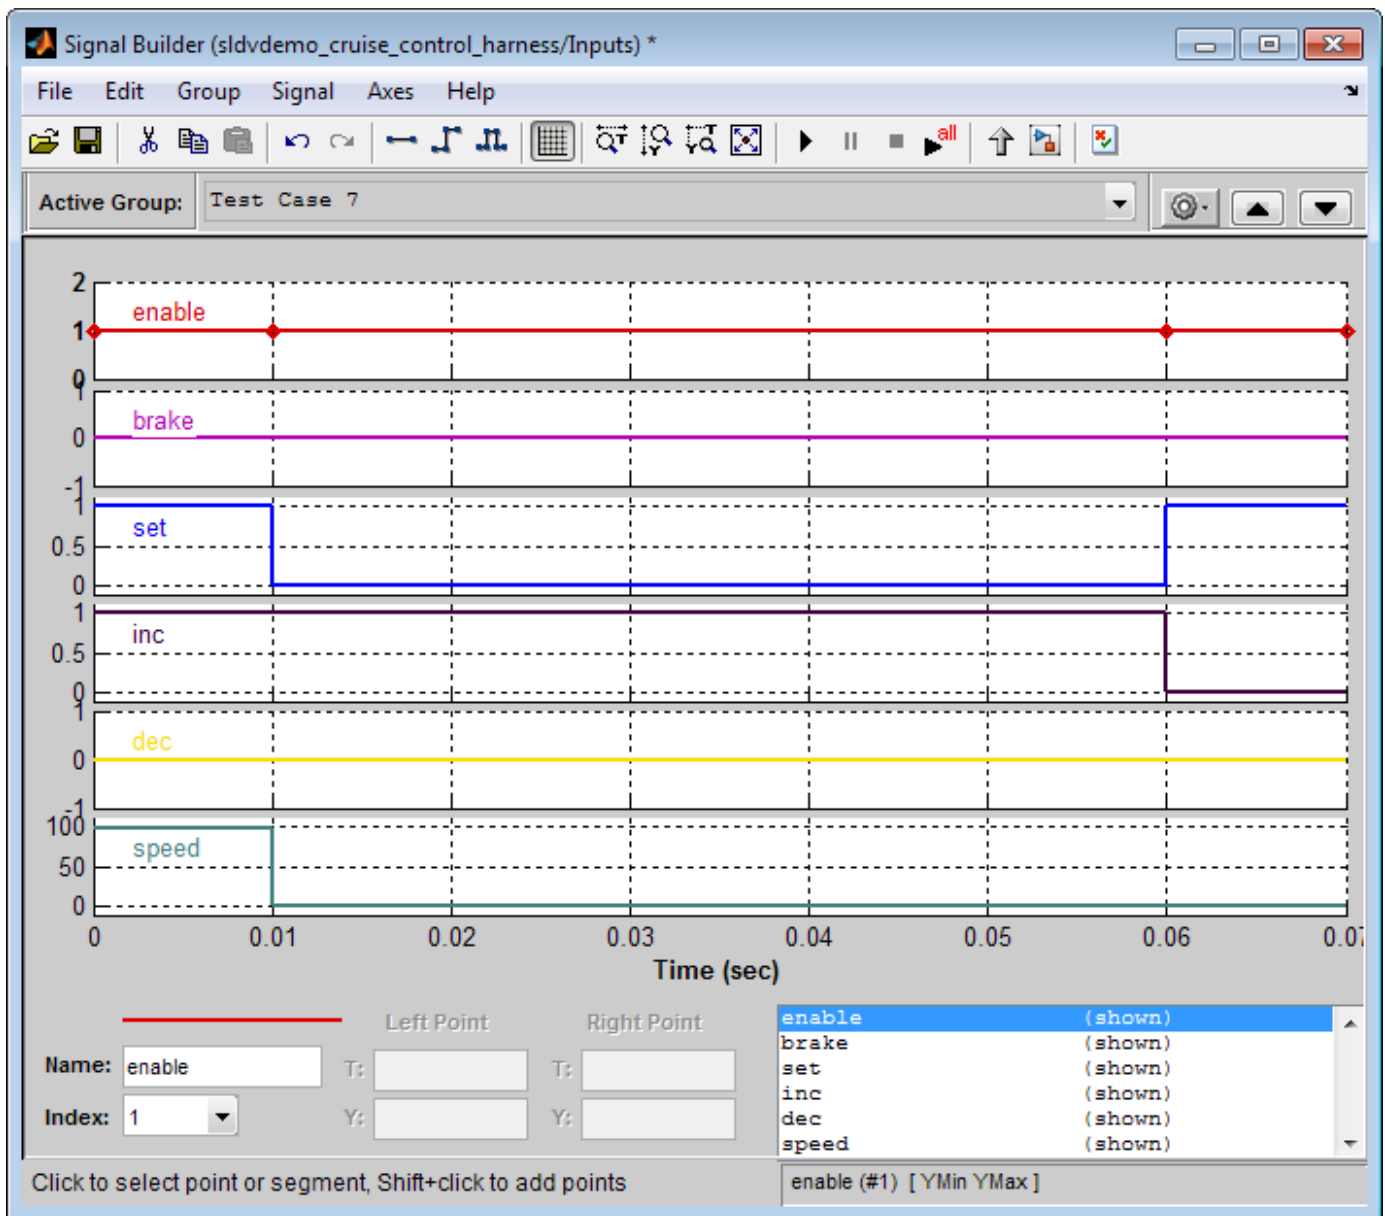 Signal Builder (sldvdemo_cruise_control_harness/Inputs) *
File Edit Group Signal Axes Help
all
Active Group: Test Case 7
2
enable
1
0
1
brake
0
-1
1
set
0.5
0
1
inc
0.5
0
1
dec
0
-1
100
speed
50
0
0 0.01 0.02 0.03 0.04 0.05 0.06 0.07
Time (sec)
Left Point Right Point
Name: enable T: T:
Index: 1 Y: Y:
enable (shown)
brake (shown)
set (shown)
inc (shown)
dec (shown)
speed (shown)
Click to select point or segment, Shift+click to add points
enable (#1) [ YMin YMax ]